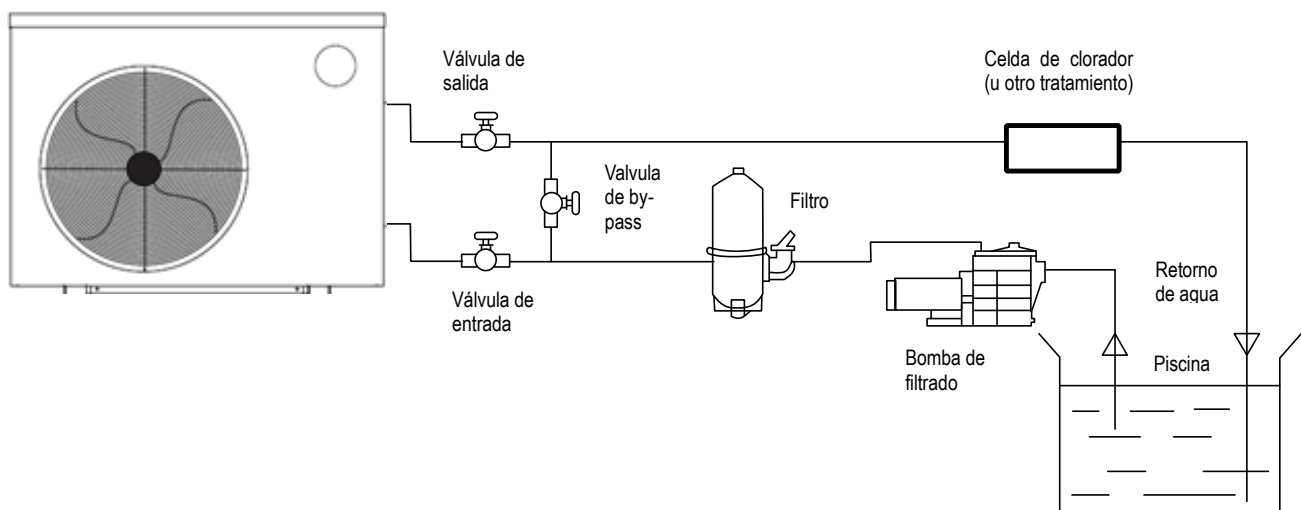 Válvula de
salida
Celda de clorador
(u otro tratamiento)
Valvula
de by-
pass
Filtro
Válvula de
entrada
Retorno
de agua
Bomba de
filtrado
Piscina